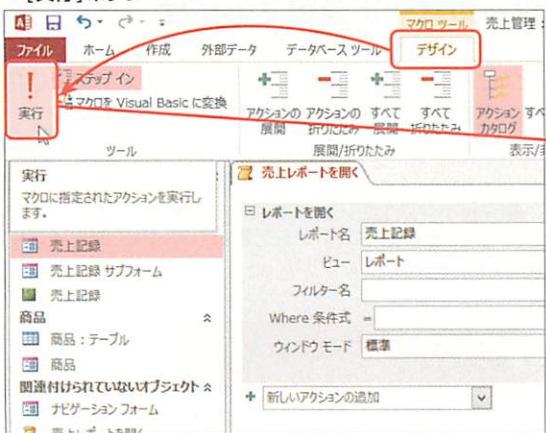 マクロ ツール
売上管理 :
ファイル
ホーム
作成
外部データ
データベース ツール
デザイン
実行
ステップ イン
マクロを Visual Basic に変換
ツール
アクションの展開
アクションの折りたたみ
すべて展開
すべて折りたたみ
展開/折りたたみ
アクション カタログ
表示/
実行
マクロに指定されたアクションを実行し
ます。
売上記録
売上記録 サブフォーム
売上記録
商品
商品 : テーブル
商品
関連付けられていないオブジェクト
ナビゲーション フォーム
売上レポートを開く
売上レポートを開く
レポートを開く
レポート名 売上記録
ビュー レポート
フィルター名
Where 条件式 =
ウィンドウ モード 標準
新しいアクションの追加